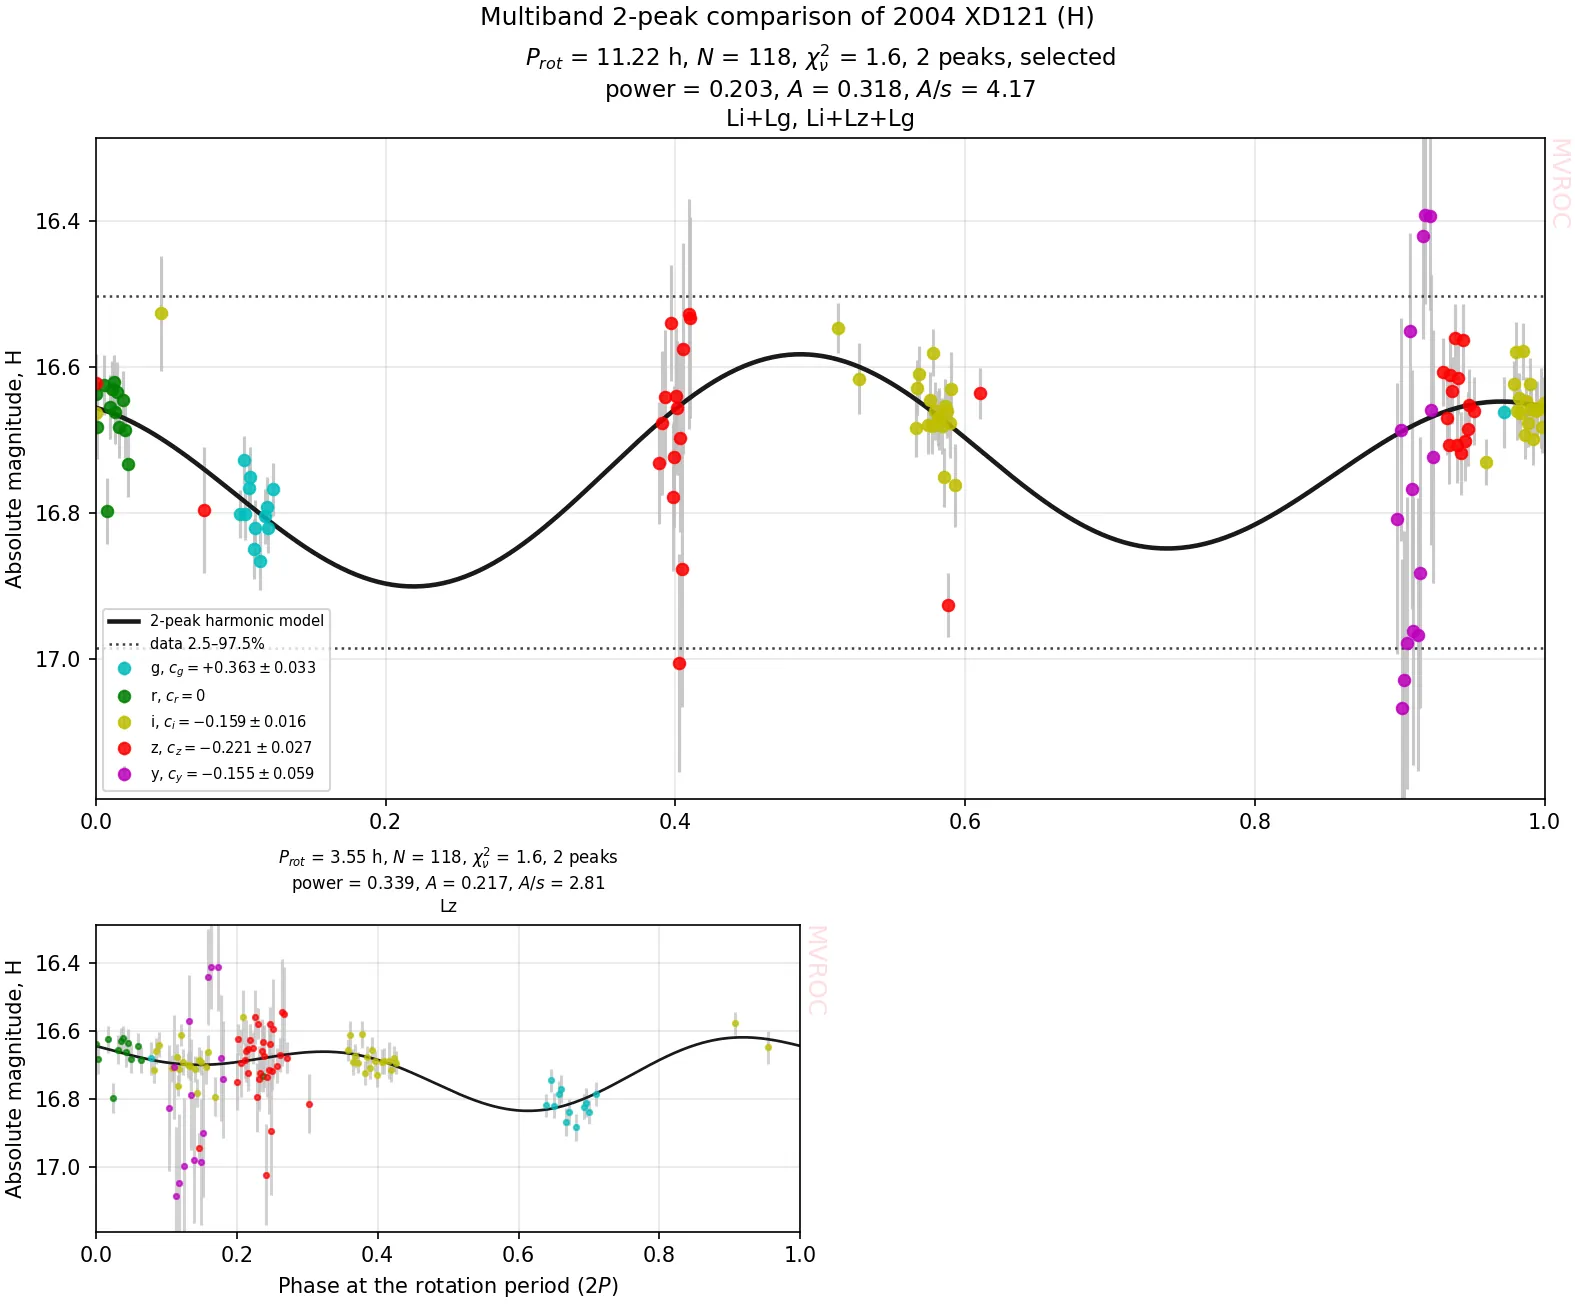 Multiband 2-peak comparison of 2004 XD121 (H)
P_rot = 11.22 h, N = 118, χ²_ν = 1.6, 2 peaks, selected
power = 0.203, A = 0.318, A/s = 4.17
Li+Lg, Li+Lz+Lg
MVROC
Absolute magnitude, H
16.4
16.6
16.8
17.0
2-peak harmonic model
data 2.5–97.5%
g, c_g = +0.363 ± 0.033
r, c_r = 0
i, c_i = −0.159 ± 0.016
z, c_z = −0.221 ± 0.027
y, c_y = −0.155 ± 0.059
0.0 0.2 0.4 0.6 0.8 1.0
P_rot = 3.55 h, N = 118, χ²_ν = 1.6, 2 peaks
power = 0.339, A = 0.217, A/s = 2.81
Lz
MVROC
Absolute magnitude, H
16.4
16.6
16.8
17.0
0.0 0.2 0.4 0.6 0.8 1.0
Phase at the rotation period (2P)